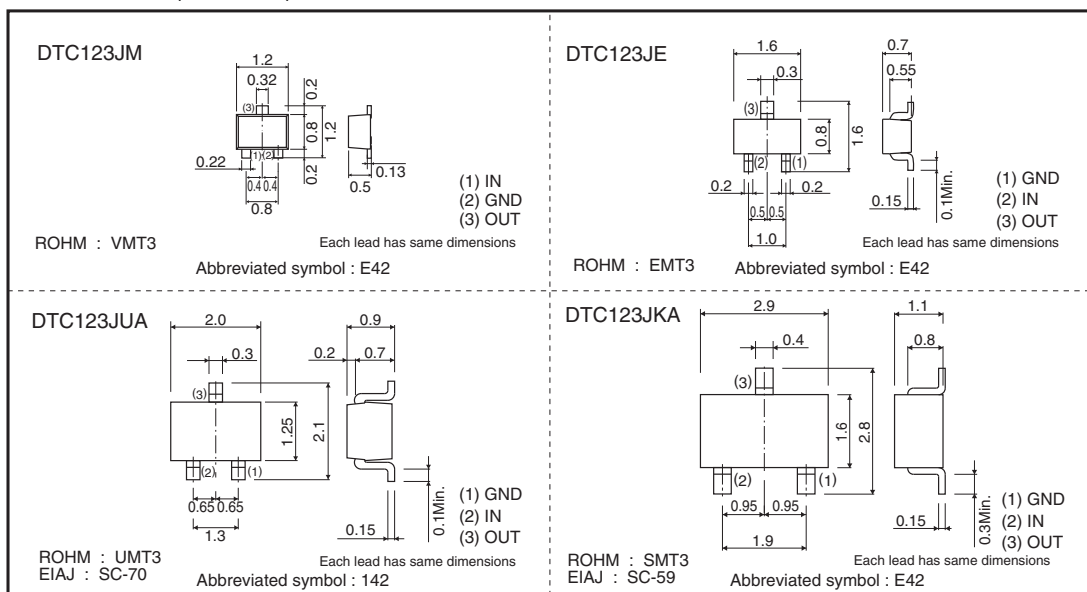 DTC123JM
1.2
0.32
0.2
(3)
0.8
1.2
(1) (2)
0.22
0.2
0.4 0.4
0.8
0.5
0.13
(1) IN
(2) GND
(3) OUT
Each lead has same dimensions
ROHM : VMT3
Abbreviated symbol : E42
DTC123JE
1.6
0.3
(3)
0.8
1.6
(2) (1)
0.2 0.2
0.5 0.5
1.0
0.7
0.55
0.15
0.1Min.
(1) GND
(2) IN
(3) OUT
Each lead has same dimensions
ROHM : EMT3
Abbreviated symbol : E42
DTC123JUA
2.0
0.3
(3)
1.25
2.1
(2) (1)
0.65 0.65
1.3
0.9
0.2 0.7
0.15
0.1Min.
(1) GND
(2) IN
(3) OUT
Each lead has same dimensions
ROHM : UMT3
EIAJ : SC-70
Abbreviated symbol : 142
DTC123JKA
2.9
0.4
(3)
1.6
2.8
(2) (1)
0.95 0.95
1.9
1.1
0.8
0.15
0.3Min.
(1) GND
(2) IN
(3) OUT
Each lead has same dimensions
ROHM : SMT3
EIAJ : SC-59
Abbreviated symbol : E42